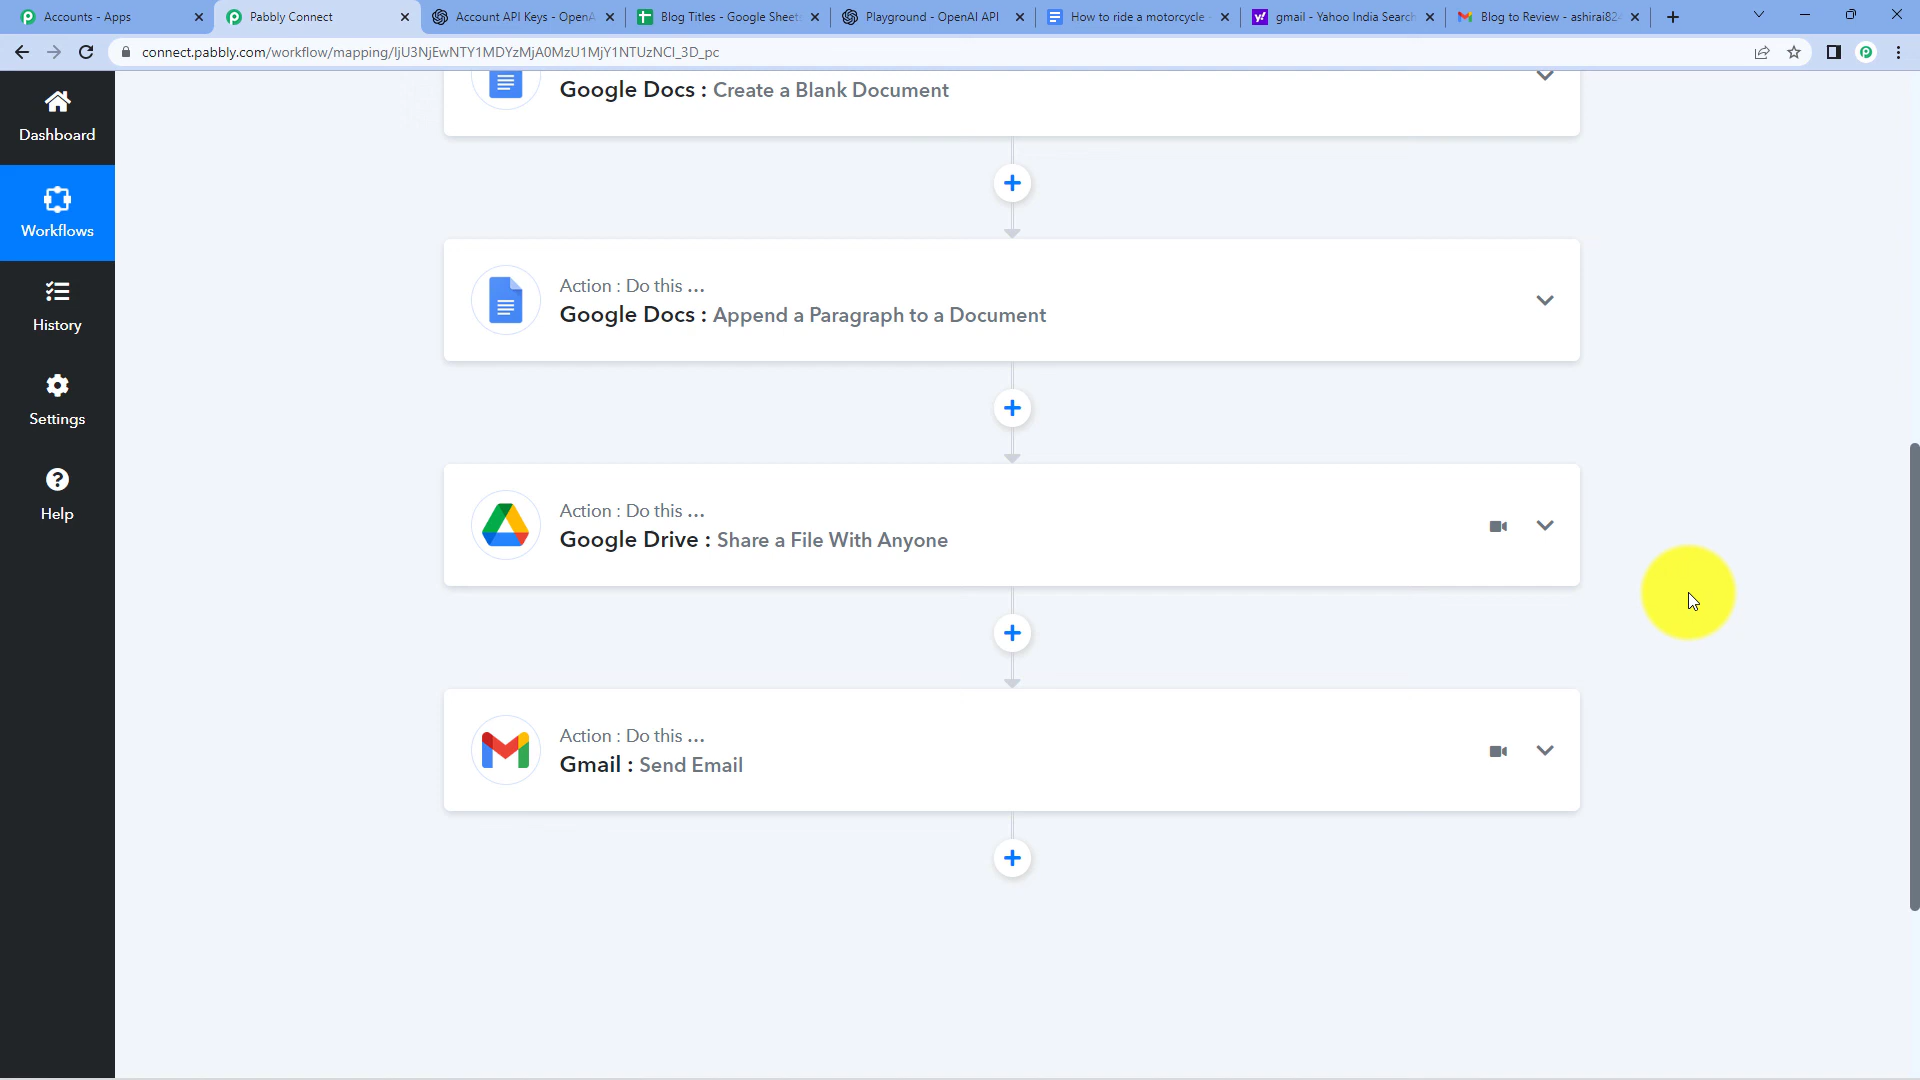 Accounts - Apps
Pabbly Connect
Account API Keys - OpenA
Blog Titles - Google Sheets
Playground - OpenAI API
How to ride a motorcycle -
gmail - Yahoo India Search
Blog to Review - ashirai824
connect.pabbly.com/workflow/mapping/IjU3NjEwNTY1MDYzMjA0MzU1MjY1NTUzNCI_3D_pc
Dashboard
Workflows
History
Settings
Help
Google Docs : Create a Blank Document
Action : Do this ...
Google Docs : Append a Paragraph to a Document
Action : Do this ...
Google Drive : Share a File With Anyone
Action : Do this ...
Gmail : Send Email